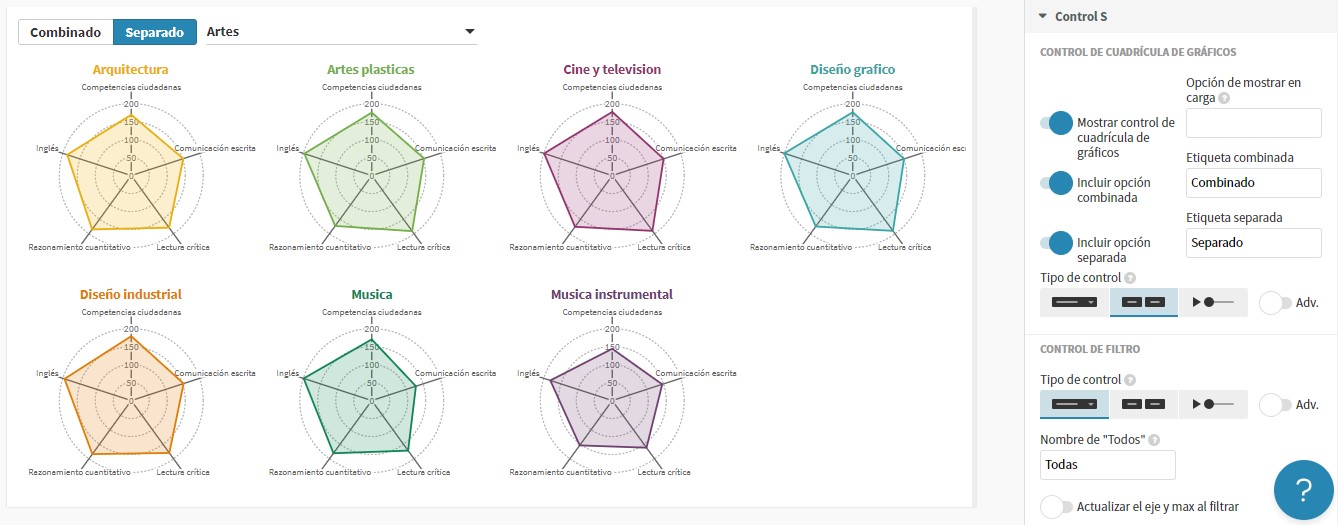 Combinado
Separado
Artes
Arquitectura
Competencias ciudadanas
200
150
100
50
0
Inglés
Comunicación escrita
Razonamiento cuantitativo
Lectura crítica
Artes plasticas
Competencias ciudadanas
200
150
100
50
0
Inglés
Comunicación escrita
Razonamiento cuantitativo
Lectura crítica
Cine y television
Competencias ciudadanas
200
150
100
50
0
Inglés
Comunicación escrita
Razonamiento cuantitativo
Lectura crítica
Diseño grafico
Competencias ciudadanas
200
150
100
50
0
Inglés
Comunicación esc
Razonamiento cuantitativo
Lectura crítica
Diseño industrial
Competencias ciudadanas
200
150
100
50
0
Inglés
Comunicación escrita
Razonamiento cuantitativo
Lectura crítica
Musica
Competencias ciudadanas
200
150
100
50
0
Inglés
Comunicación escrita
Razonamiento cuantitativo
Lectura crítica
Musica instrumental
Competencias ciudadanas
200
150
100
50
0
Inglés
Comunicación escrita
Razonamiento cuantitativo
Lectura crítica
Control S
CONTROL DE CUADRÍCULA DE GRÁFICOS
Mostrar control de
cuadrícula de
gráficos
Opción de mostrar en
carga ?
Incluir opción
combinada
Etiqueta combinada
Combinado
Incluir opción
separada
Etiqueta separada
Separado
Tipo de control ?
Adv.
CONTROL DE FILTRO
Tipo de control ?
Adv.
Nombre de "Todos" ?
Todas
Actualizar el eje y max al filtrar
?